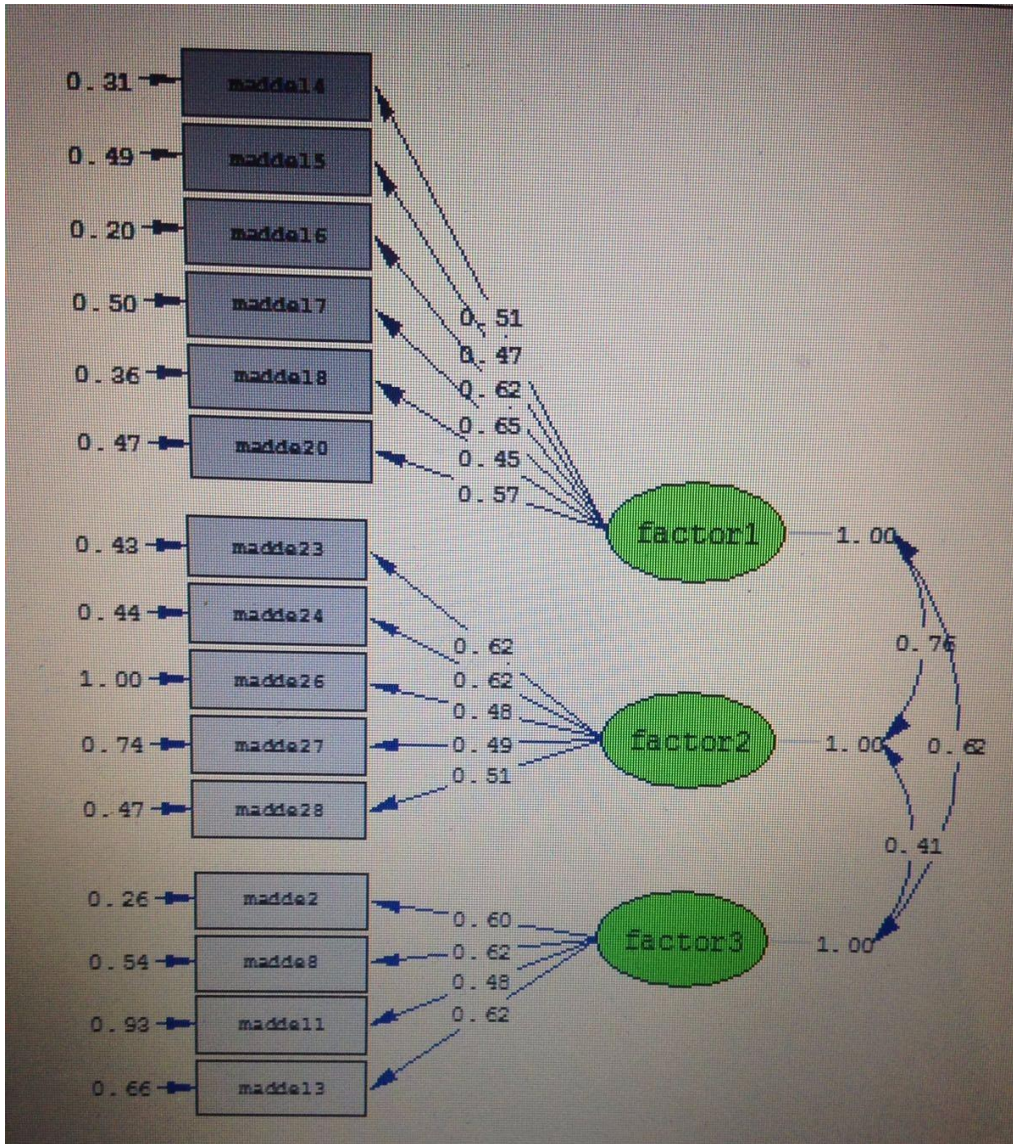 0.31 madde14
0.49 madde15
0.20 madde16
0.50 madde17
0.51
0.47
0.36 madde18
0.62
0.65
0.47 madde20
0.45
0.57
factor1 1.00
0.43 madde23
0.44 madde24
0.62
0.76
1.00 madde26
0.62
0.48
0.74 madde27
0.49
factor2 1.00 0.62
0.51
0.47 madde28
0.41
0.26 madde2
0.60
factor3 1.00
0.54 madde8
0.62
0.48
0.93 madde11
0.62
0.66 madde13